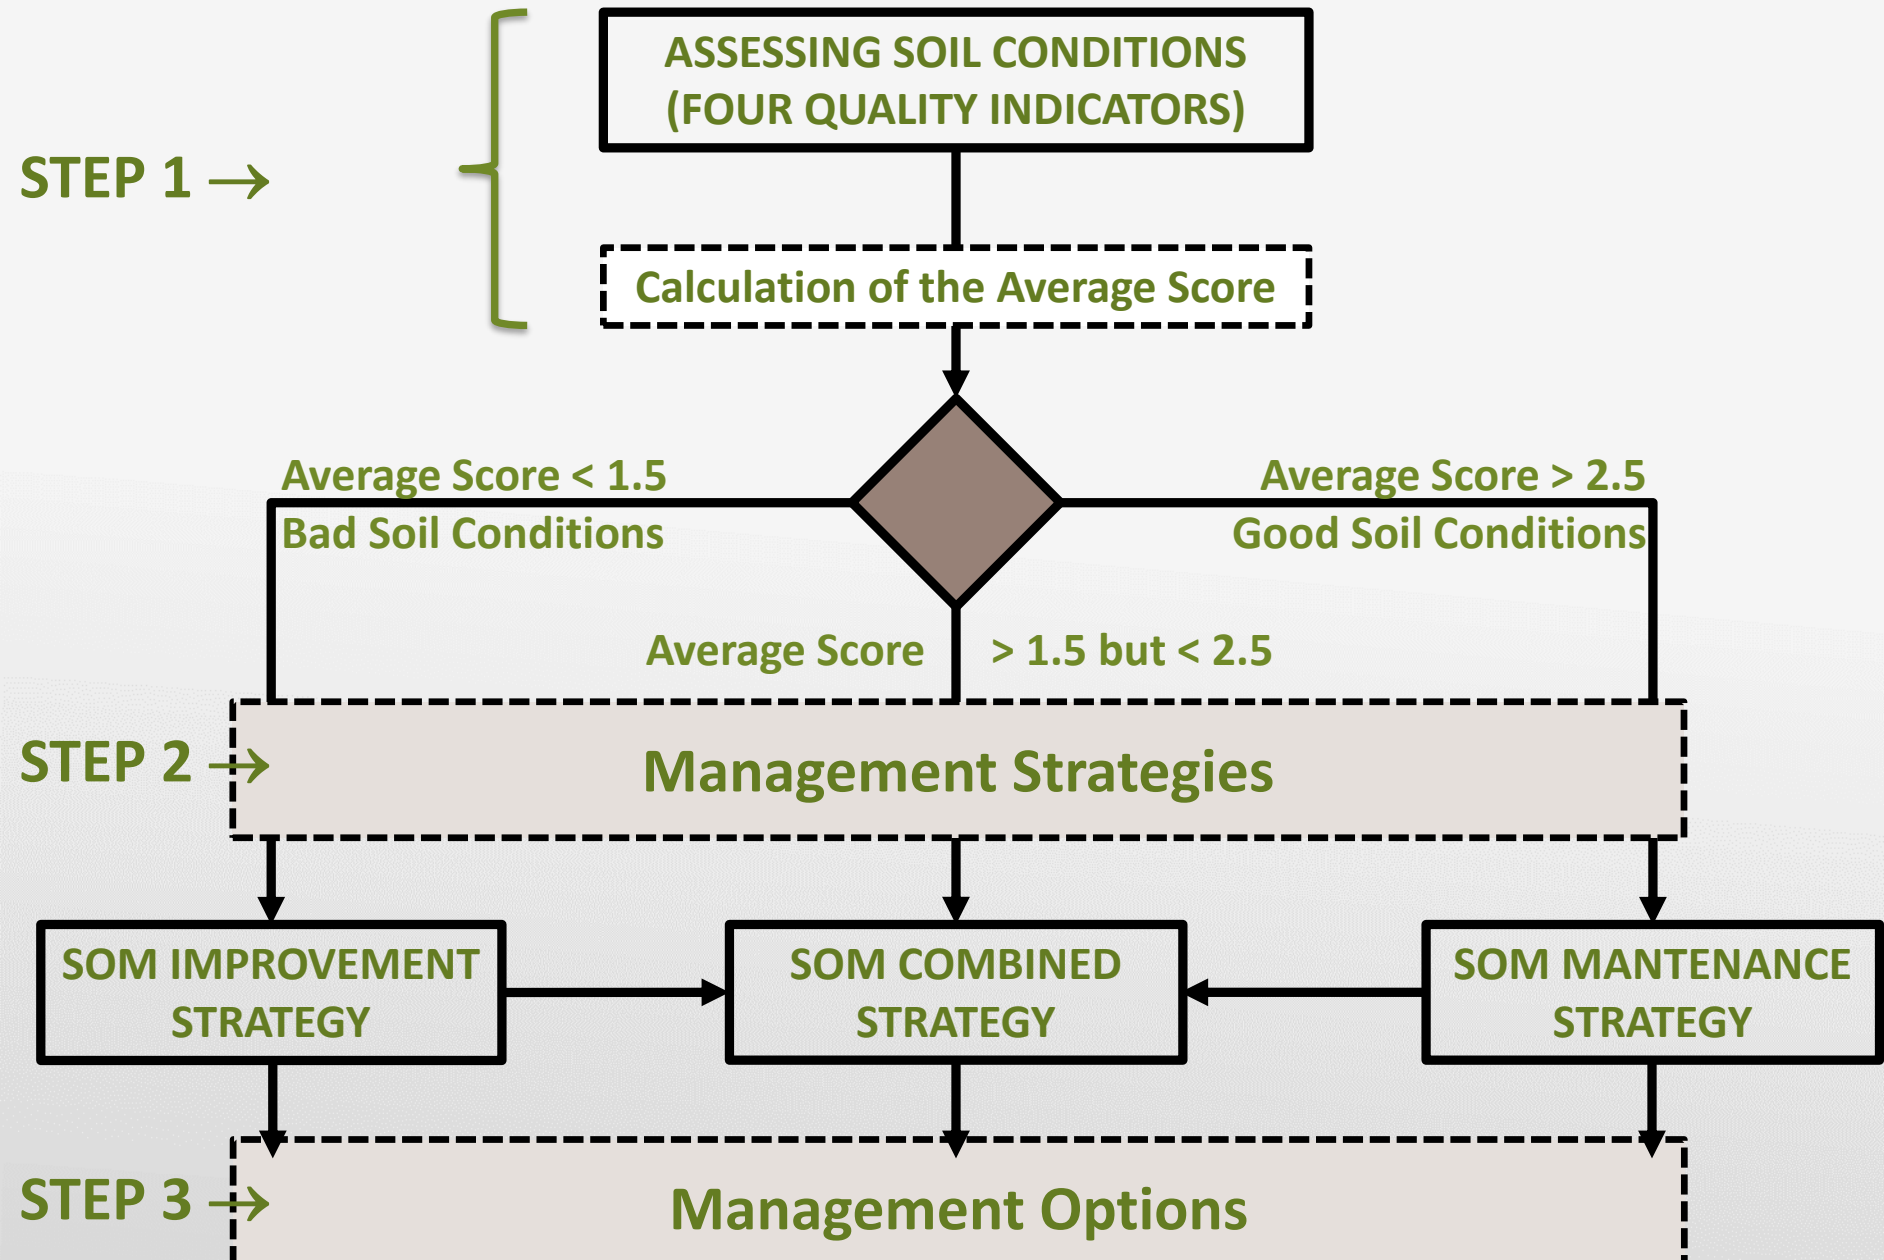 ASSESSING SOIL CONDITIONS
(FOUR QUALITY INDICATORS)
STEP 1 →
Calculation of the Average Score
Average Score < 1.5
Bad Soil Conditions
Average Score > 2.5
Good Soil Conditions
Average Score > 1.5 but < 2.5
STEP 2 →
Management Strategies
SOM IMPROVEMENT
STRATEGY
SOM COMBINED
STRATEGY
SOM MANTENANCE
STRATEGY
STEP 3 →
Management Options